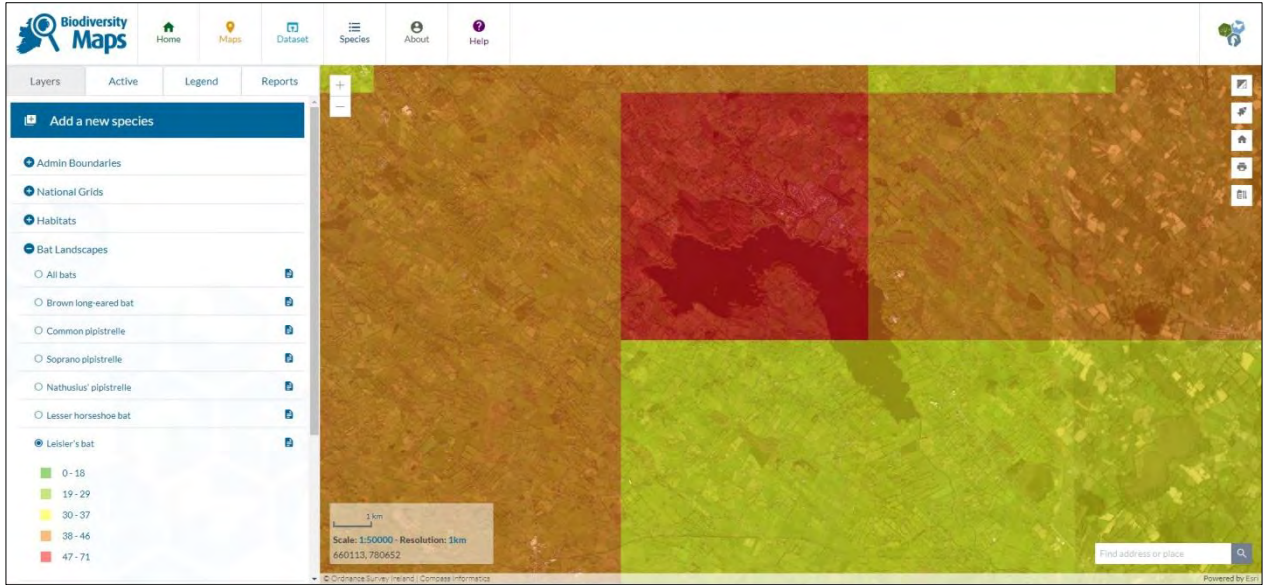 Biodiversity
Maps
Home
Maps
Dataset
Species
About
Help
Layers
Active
Legend
Reports
Add a new species
Admin Boundaries
National Grids
Habitats
Bat Landscapes
All bats
Brown long-eared bat
Common pipistrelle
Soprano pipistrelle
Nathusius' pipistrelle
Lesser horseshoe bat
Leisler's bat
0 - 18
19 - 29
30 - 37
38 - 46
47 - 71
+
−
1 km
Scale: 1:50000 - Resolution: 1km
660113, 780652
Find address or place
© Ordnance Survey Ireland | Compass Informatics
Powered by Esri